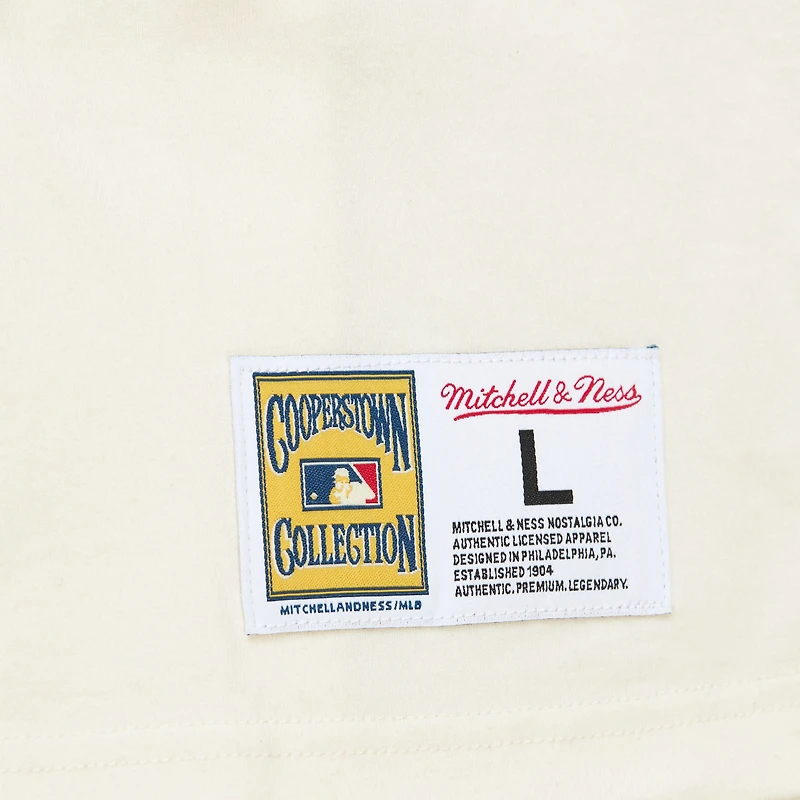 COOPERSTOWN
COLLECTION
MITCHELLANDNESS/MLB
Mitchell & Ness
L
MITCHELL & NESS NOSTALGIA CO.
AUTHENTIC LICENSED APPAREL
DESIGNED IN PHILADELPHIA, PA.
ESTABLISHED 1904
AUTHENTIC. PREMIUM. LEGENDARY.